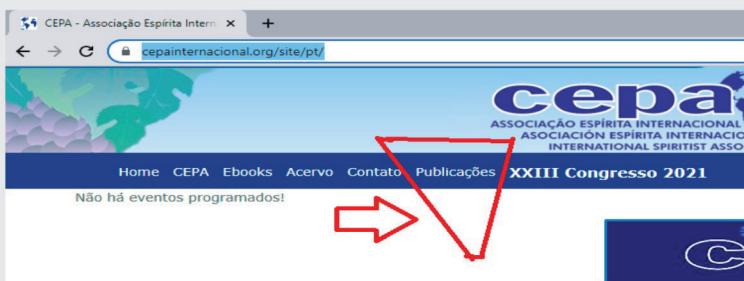 CEPA - Associação Espírita Intern
cepainternacional.org/site/pt/
cepa
ASSOCIAÇÃO ESPÍRITA INTERNACIONAL
ASOCIACIÓN ESPÍRITA INTERNACIO
INTERNATIONAL SPIRITIST ASSO
Home CEPA Ebooks Acervo Contato Publicações XXIII Congresso 2021
Não há eventos programados!